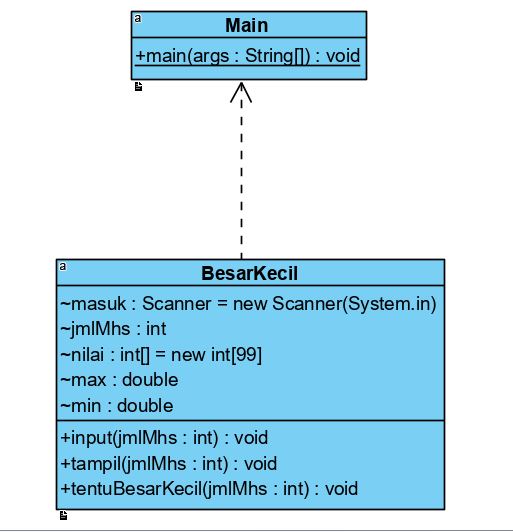 a
Main
+main(args : String[]) : void
a
BesarKecil
~masuk : Scanner = new Scanner(System.in)
~jmlMhs : int
~nilai : int[] = new int[99]
~max : double
~min : double
+input(jmlMhs : int) : void
+tampil(jmlMhs : int) : void
+tentuBesarKecil(jmlMhs : int) : void